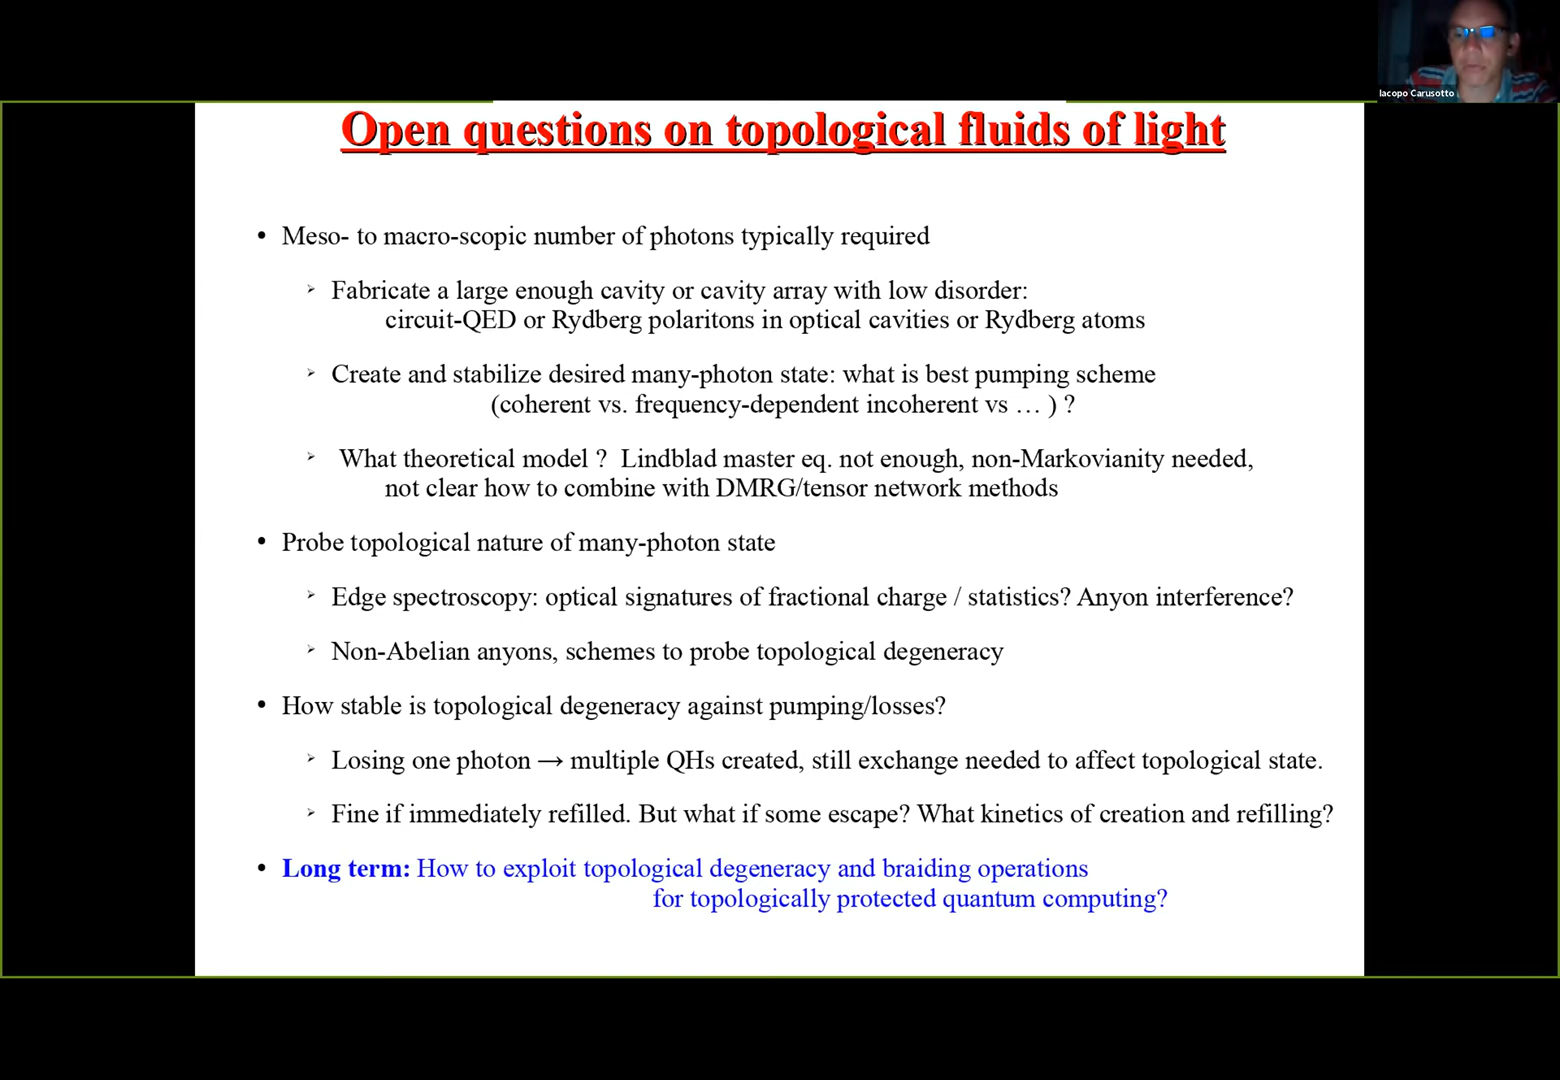 Iacopo Carusotto
Open questions on topological fluids of light
• Meso- to macro-scopic number of photons typically required
➢ Fabricate a large enough cavity or cavity array with low disorder:
circuit-QED or Rydberg polaritons in optical cavities or Rydberg atoms
➢ Create and stabilize desired many-photon state: what is best pumping scheme
(coherent vs. frequency-dependent incoherent vs … ) ?
➢ What theoretical model ? Lindblad master eq. not enough, non-Markovianity needed,
not clear how to combine with DMRG/tensor network methods
• Probe topological nature of many-photon state
➢ Edge spectroscopy: optical signatures of fractional charge / statistics? Anyon interference?
➢ Non-Abelian anyons, schemes to probe topological degeneracy
• How stable is topological degeneracy against pumping/losses?
➢ Losing one photon → multiple QHs created, still exchange needed to affect topological state.
➢ Fine if immediately refilled. But what if some escape? What kinetics of creation and refilling?
• Long term: How to exploit topological degeneracy and braiding operations
for topologically protected quantum computing?